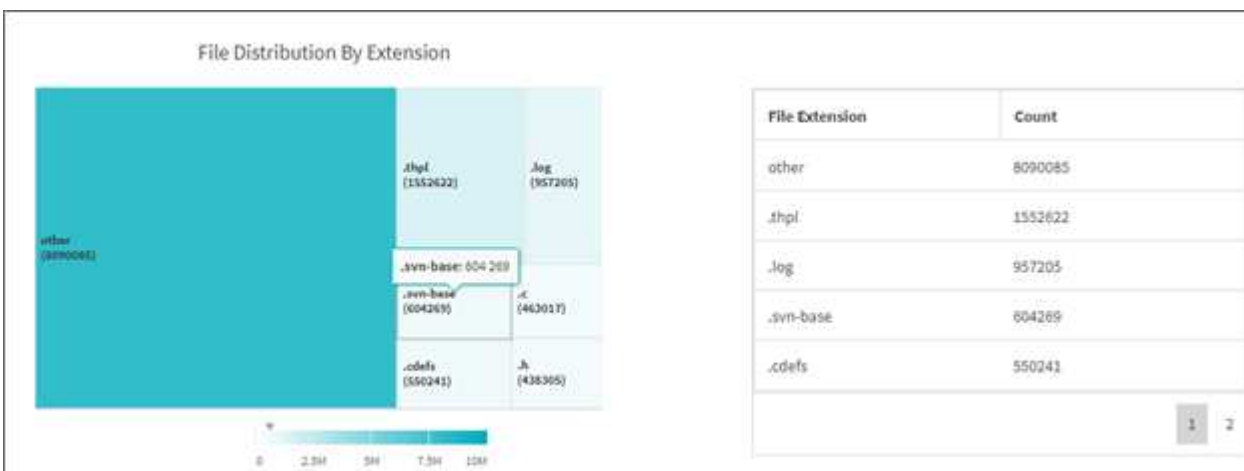 File Distribution By Extension
other
(8090085)
.thpl
(1552622)
.log
(957205)
.svn-base: 604 269
.svn-base
(604269)
.c
(463017)
.cdefs
(550241)
.h
(438305)
0 2.5M 5M 7.5M 10M
File Extension Count
other 8090085
.thpl 1552622
.log 957205
.svn-base 604269
.cdefs 550241
1 2